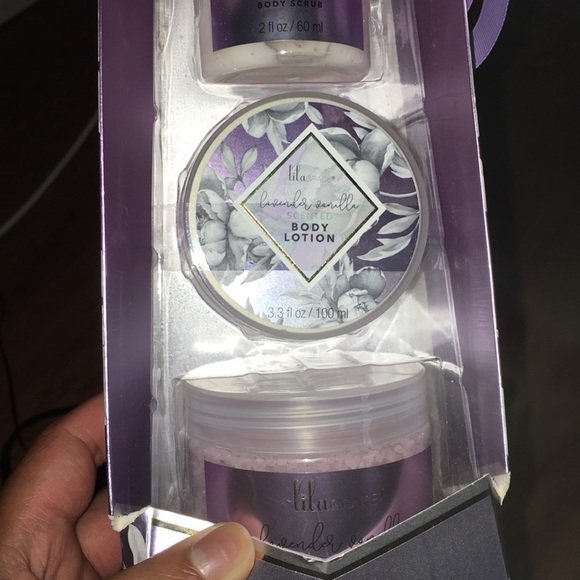 BODY SCRUB
2 fl oz / 60 ml
lila
lavender vanilla
SCENTED
BODY
LOTION
3.3 fl oz / 100 ml
lila
lavender